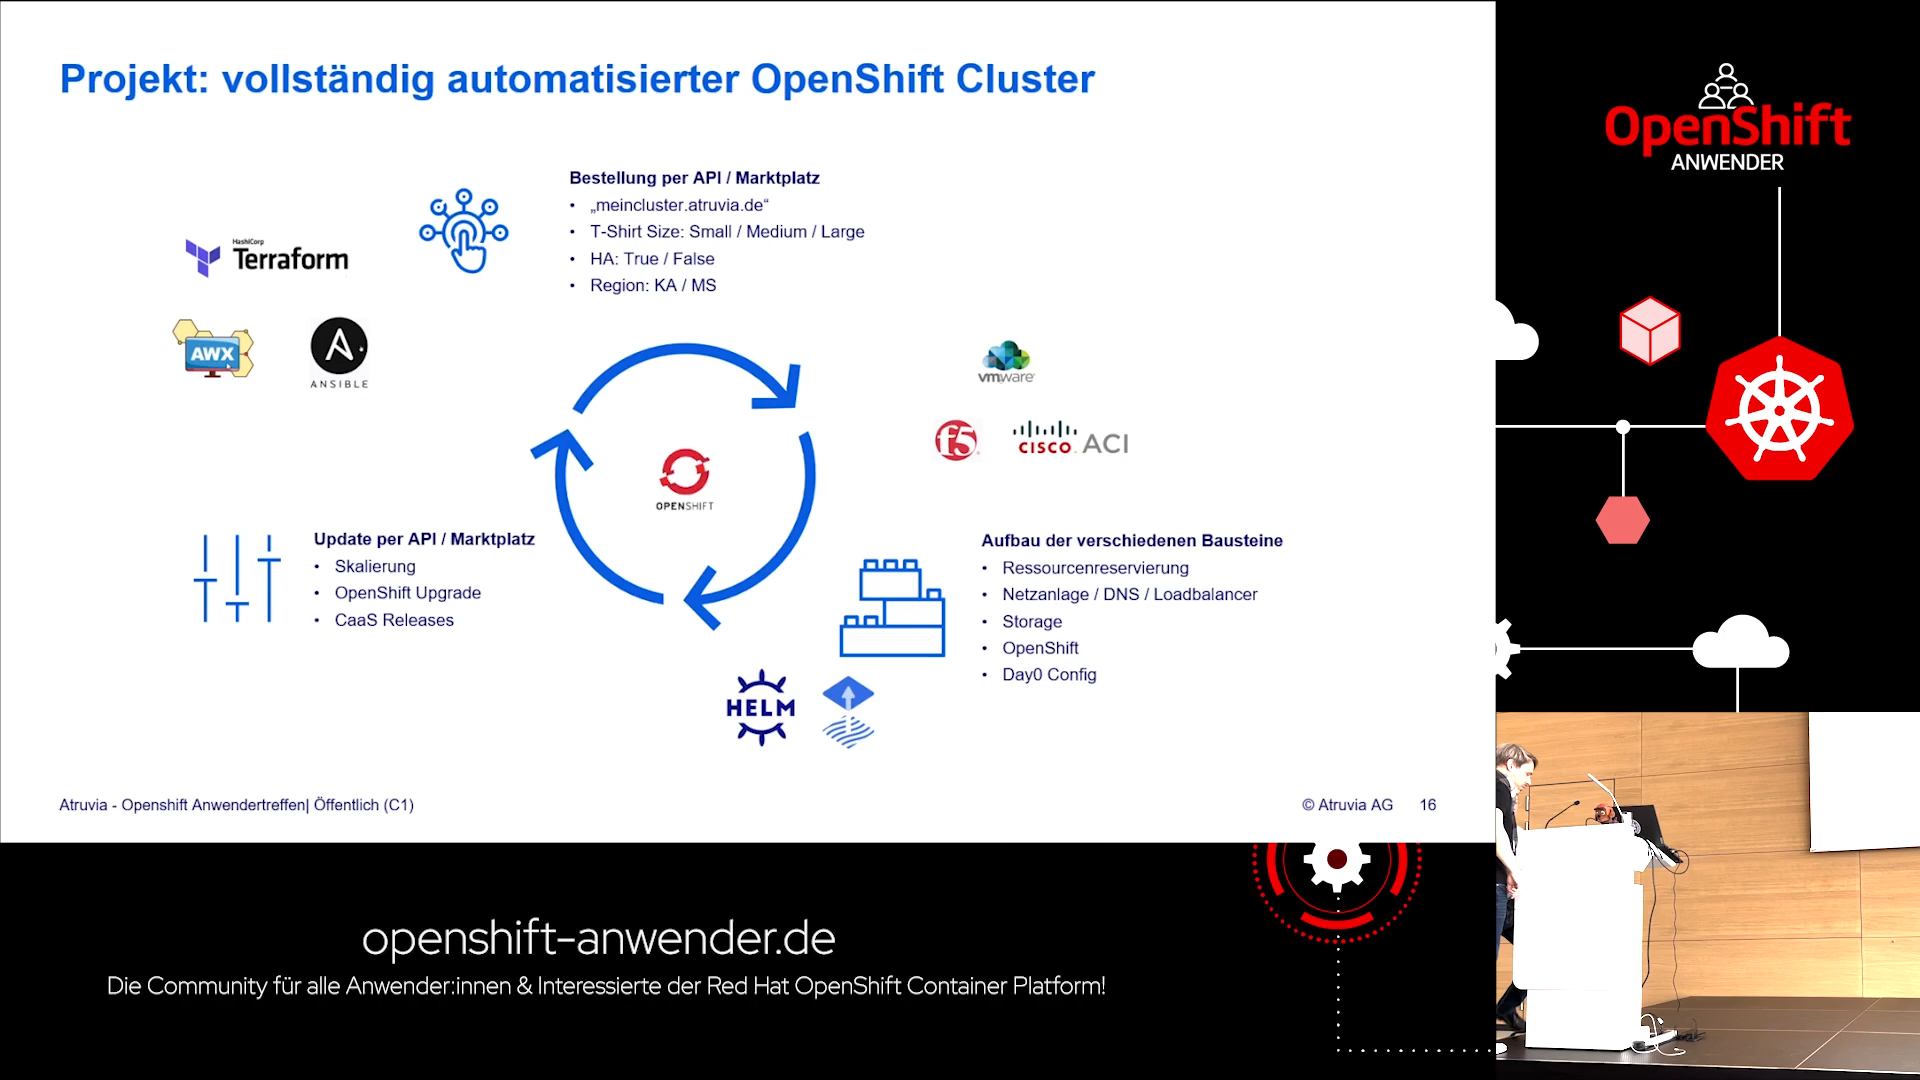 Projekt: vollständig automatisierter OpenShift Cluster
Bestellung per API / Marktplatz
• „meincluster.atruvia.de“
• T-Shirt Size: Small / Medium / Large
• HA: True / False
• Region: KA / MS
HashiCorp
Terraform
AWX
ANSIBLE
vmware
f5
CISCO ACI
OPENSHIFT
Update per API / Marktplatz
• Skalierung
• OpenShift Upgrade
• CaaS Releases
Aufbau der verschiedenen Bausteine
• Ressourcenreservierung
• Netzanlage / DNS / Loadbalancer
• Storage
• OpenShift
• Day0 Config
HELM
Atruvia - Openshift Anwendertreffen| Öffentlich (C1)
© Atruvia AG 16
OpenShift
ANWENDER
openshift-anwender.de
Die Community für alle Anwender:innen & Interessierte der Red Hat OpenShift Container Platform!